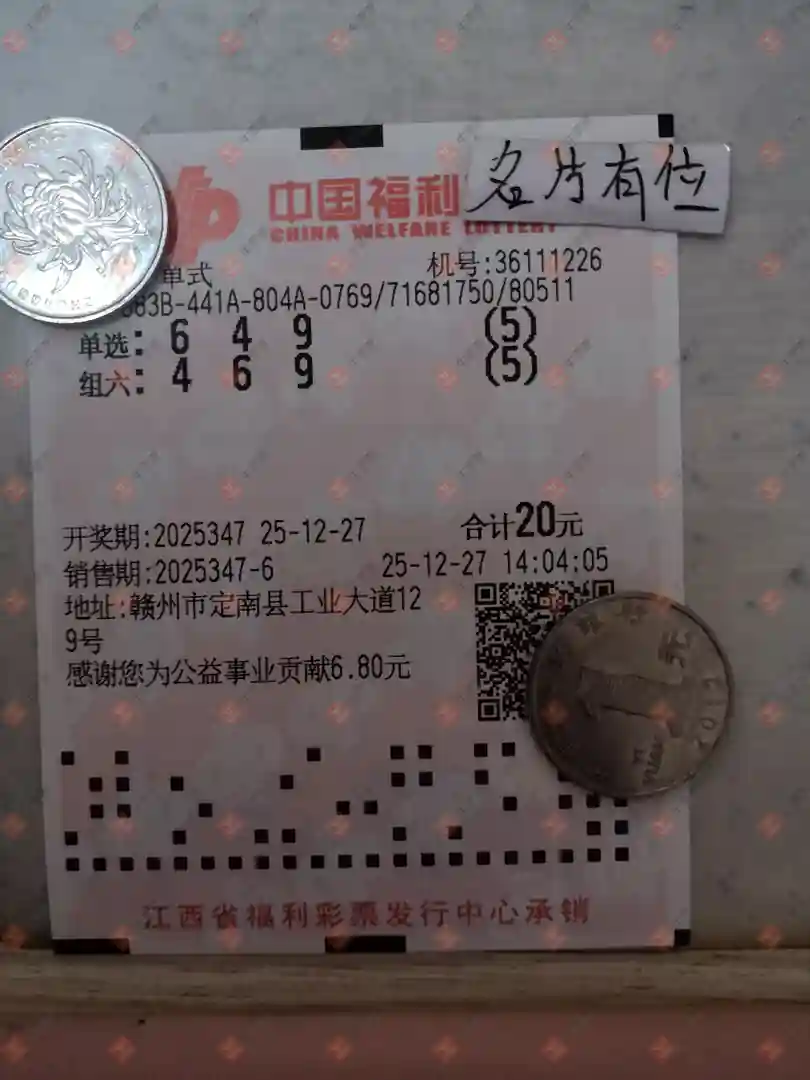 名片有位
中国福利
CHINA WELFARE LOTTERY
单式
机号:36111226
83B-441A-804A-0769/71681750/80511
单选: 6 4 9 (5)
组六: 4 6 9 (5)
开奖期:2025347 25-12-27 合计20元
销售期:2025347-6 25-12-27 14:04:05
地址:赣州市定南县工业大道12
9号
感谢您为公益事业贡献6.80元
元
1
YI YUAN
江西省福利彩票发行中心承销